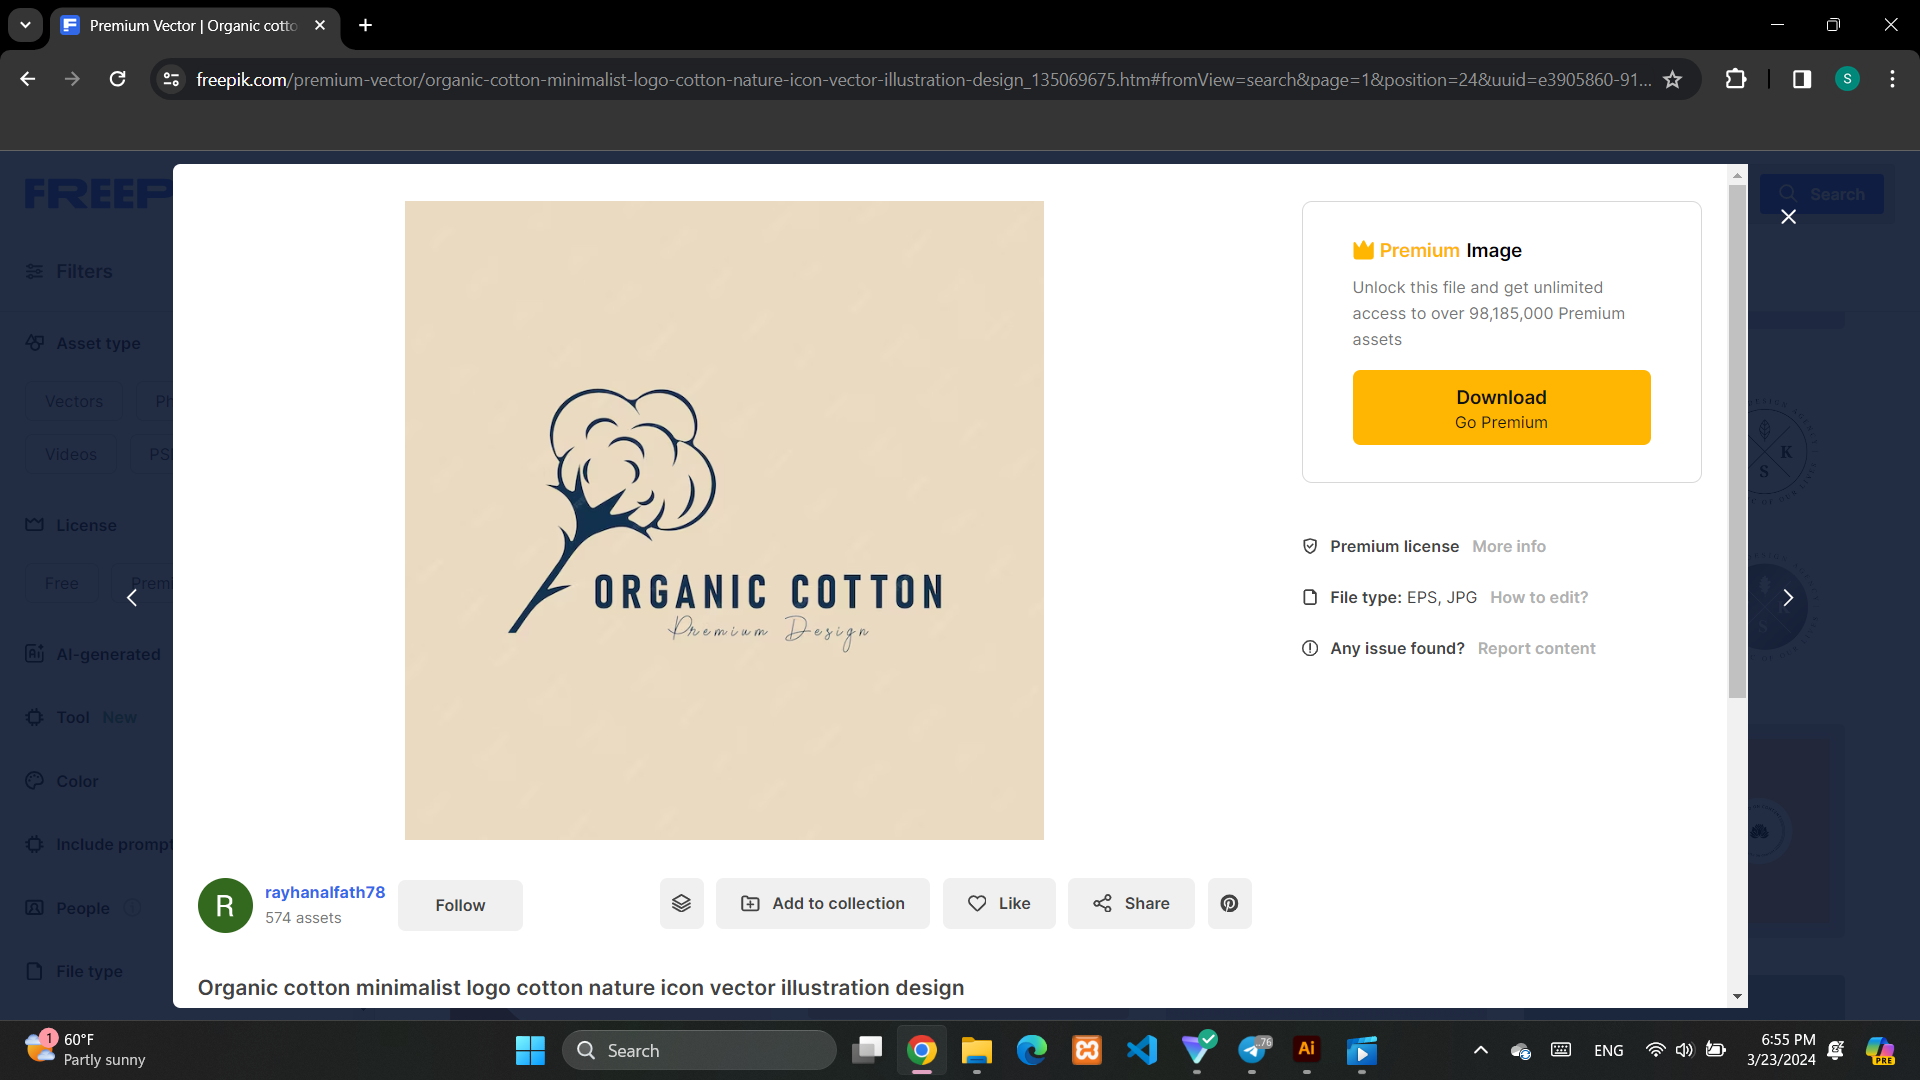 Premium Vector | Organic cotto
freepik.com/premium-vector/organic-cotton-minimalist-logo-cotton-nature-icon-vector-illustration-design_135069675.htm#fromView=search&page=1&position=24&uuid=e3905860-91...
S
FREEP
Search
Filters
Asset type
Vectors
Ph
Videos
PS
License
Free
Premi
AI-generated
Tool New
Color
Include prompt
People
File type
ORGANIC COTTON
Premium Design
Premium Image
Unlock this file and get unlimited
access to over 98,185,000 Premium
assets
Download
Go Premium
Premium license More info
File type: EPS, JPG How to edit?
Any issue found? Report content
K
S
R
rayhanalfath78
574 assets
Follow
Add to collection
Like
Share
Organic cotton minimalist logo cotton nature icon vector illustration design
1
60°F
Partly sunny
Search
.76
Ai
ENG
6:55 PM
3/23/2024
PRE